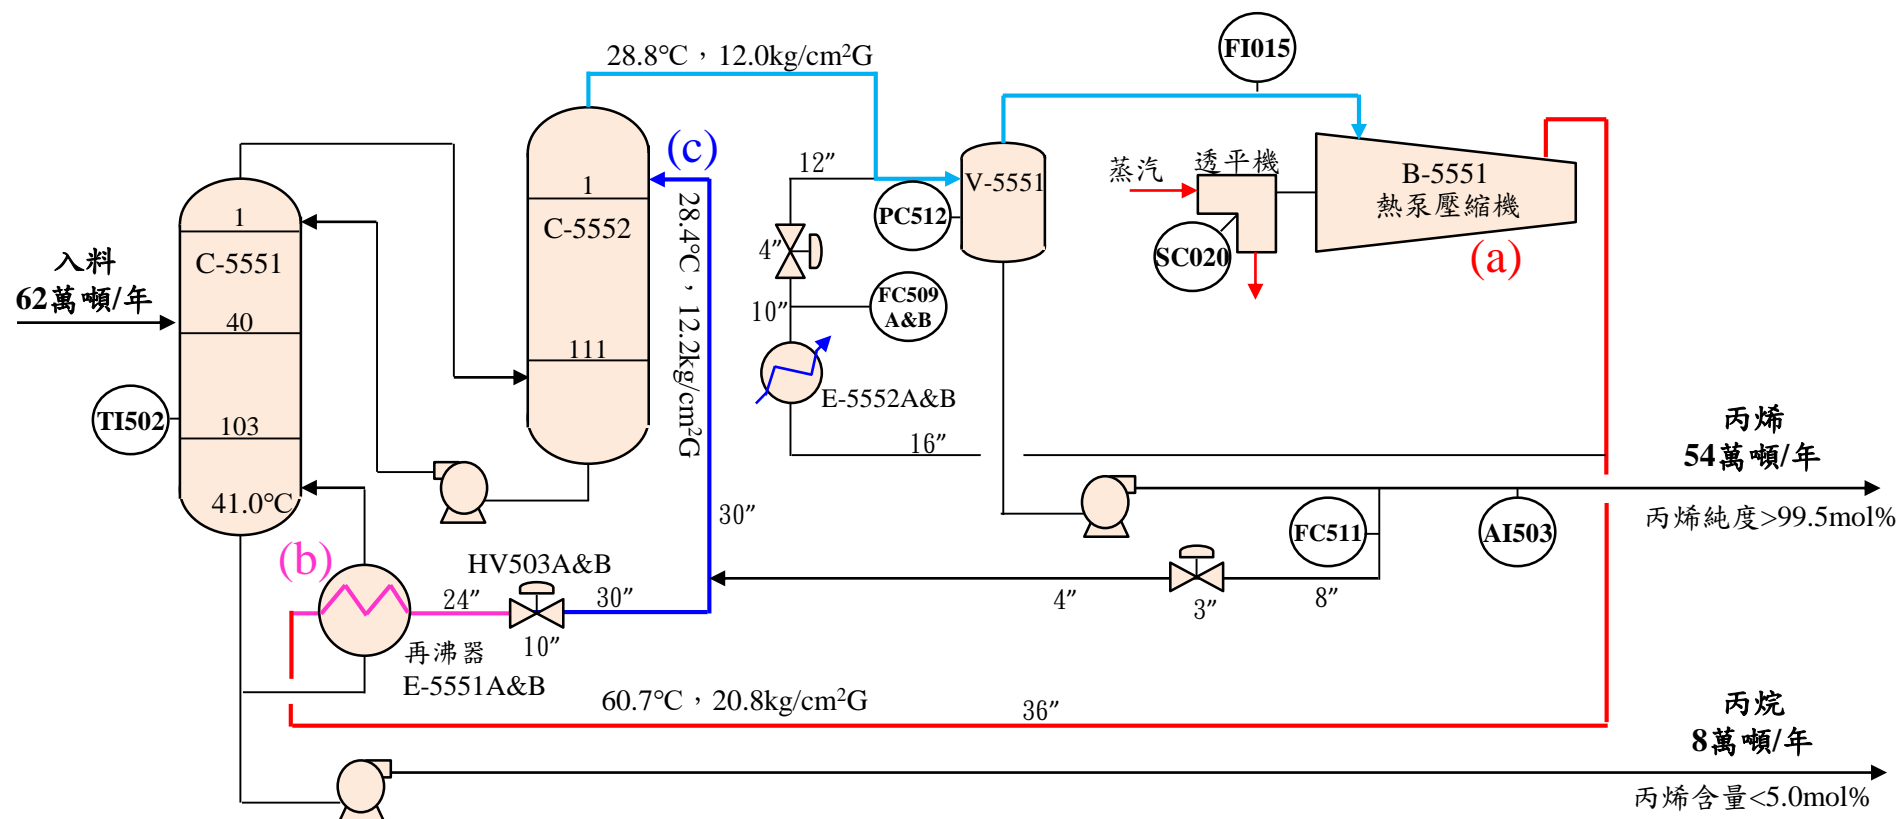 28.8°C，12.0kg/cm²G
FI015
(c)
12″
V-5551
蒸汽
透平機
B-5551
熱泵壓縮機
1
1
PC512
C-5552
C-5551
4″
SC020
(a)
入料
62萬噸/年
28.4°C，12.2kg/cm²G
FC509
A&B
10″
40
111
E-5552A&B
TI502
103
16″
丙烯
54萬噸/年
41.0°C
30″
FC511
AI503
丙烯純度>99.5mol%
(b)
HV503A&B
24″
30″
4″
3″
8″
10″
再沸器
E-5551A&B
60.7°C，20.8kg/cm²G
36″
丙烷
8萬噸/年
丙烯含量<5.0mol%